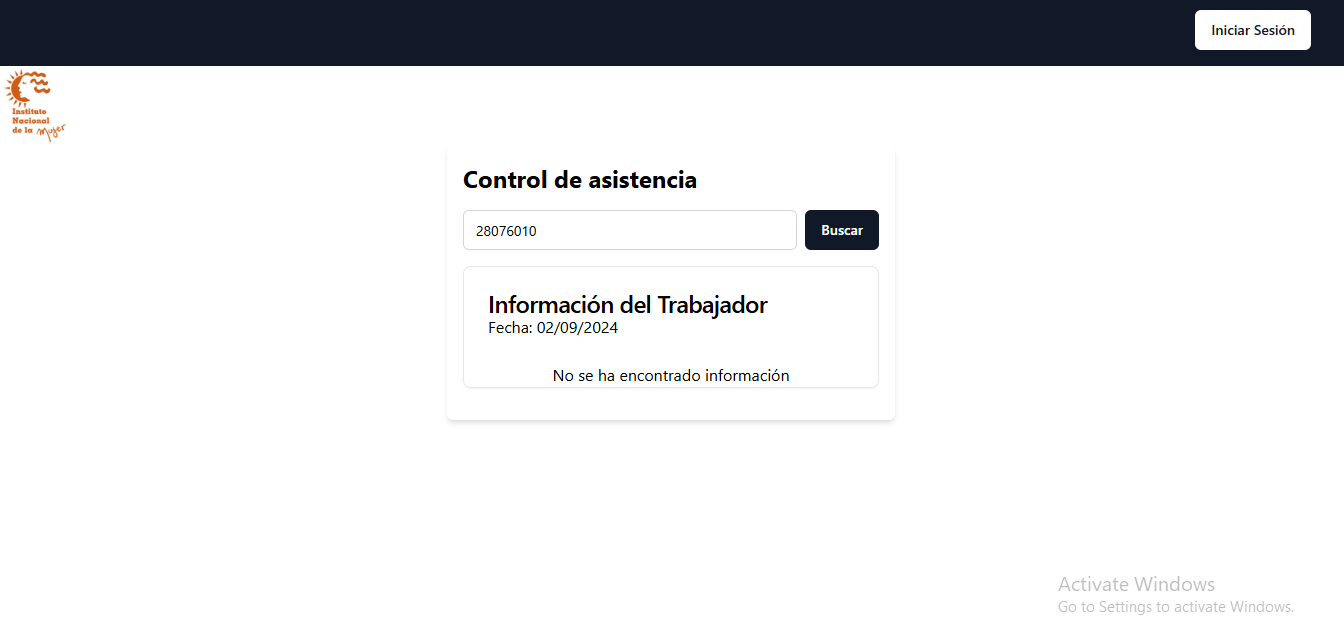 Iniciar Sesión
Instituto
Nacional
de la Mujer
Control de asistencia
28076010
Buscar
Información del Trabajador
Fecha: 02/09/2024
No se ha encontrado información
Activate Windows
Go to Settings to activate Windows.